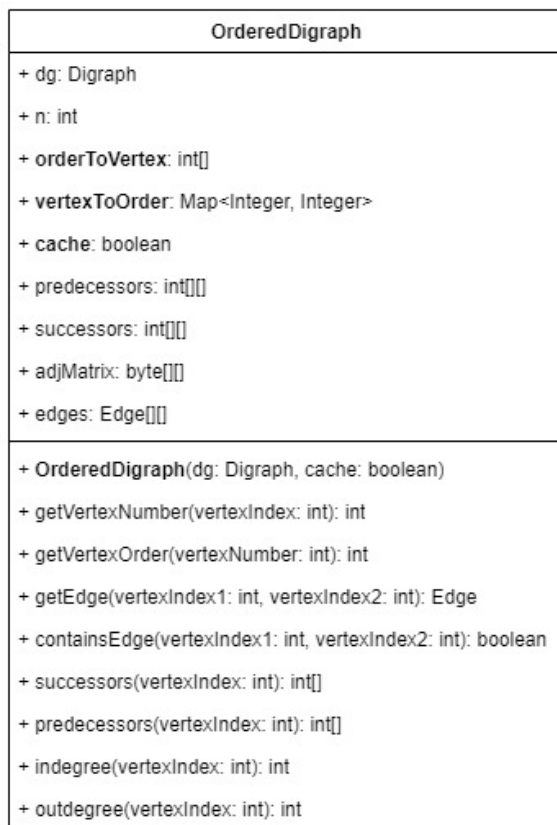 OrderedDigraph
+ dg: Digraph
+ n: int
+ orderToVertex: int[]
+ vertexToOrder: Map<Integer, Integer>
+ cache: boolean
+ predecessors: int[][]
+ successors: int[][]
+ adjMatrix: byte[][]
+ edges: Edge[][]
+ OrderedDigraph(dg: Digraph, cache: boolean)
+ getVertexNumber(vertexIndex: int): int
+ getVertexOrder(vertexNumber: int): int
+ getEdge(vertexIndex1: int, vertexIndex2: int): Edge
+ containsEdge(vertexIndex1: int, vertexIndex2: int): boolean
+ successors(vertexIndex: int): int[]
+ predecessors(vertexIndex: int): int[]
+ indegree(vertexIndex: int): int
+ outdegree(vertexIndex: int): int